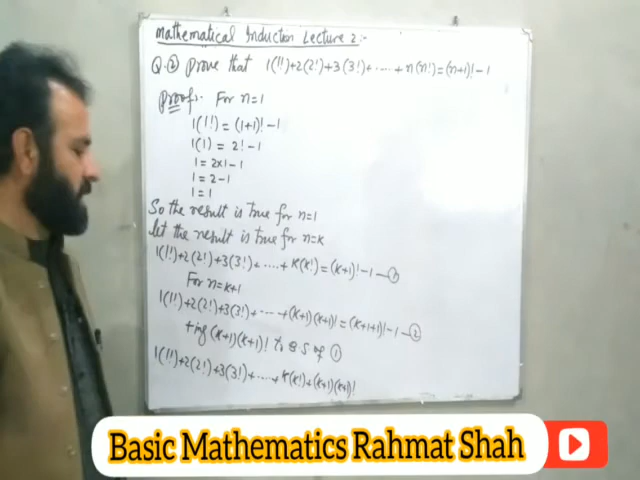 Mathematical Induction Lecture 2:-
Q.② Prove that 1(1!)+2(2!)+3(3!)+.....+n(n!)=(n+1)!-1
Proof:- For n=1
1(1!) = (1+1)!-1
1(1) = 2!-1
1 = 2×1-1
1 = 2-1
1 = 1
So the result is true for n=1
let the result is true for n=k
1(1!)+2(2!)+3(3!)+.....+k(k!)=(k+1)!-1—①
For n=k+1
1(1!)+2(2!)+3(3!)+.....+(k+1)(k+1)!=(k+1+1)!-1—②
+ing (k+1)(k+1)! to B.S of ①
1(1!)+2(2!)+3(3!)+.....+k(k!)+(k+1)(k+1)!
Basic Mathematics Rahmat Shah